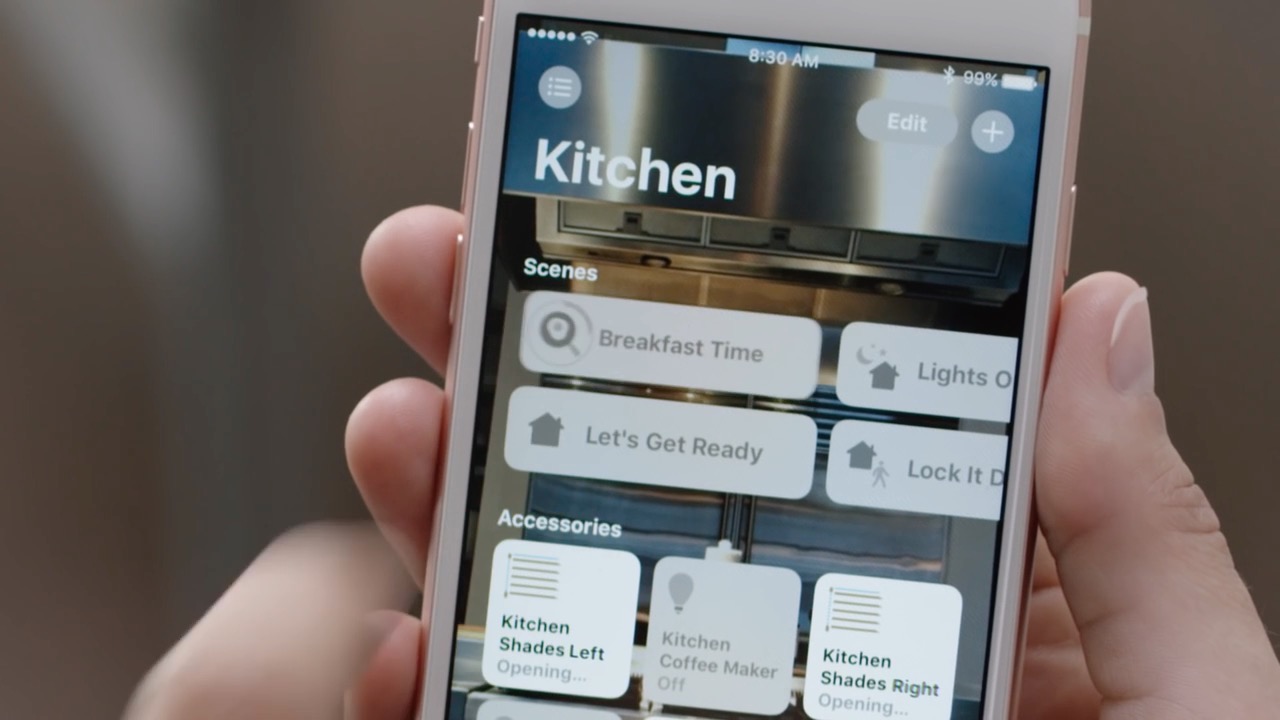 8:30 AM
99%
Edit
Kitchen
Scenes
Breakfast Time
Lights O
Let's Get Ready
Lock It D
Accessories
Kitchen
Shades Left
Opening...
Kitchen
Coffee Maker
Off
Kitchen
Shades Right
Opening...